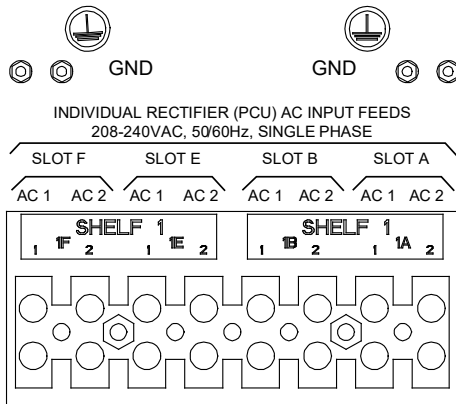 GND GND
INDIVIDUAL RECTIFIER (PCU) AC INPUT FEEDS
208-240VAC, 50/60Hz, SINGLE PHASE
SLOT F SLOT E SLOT B SLOT A
AC 1 AC 2 AC 1 AC 2 AC 1 AC 2 AC 1 AC 2
SHELF 1 SHELF 1
1 1F 2 1 1E 2 1 1B 2 1 1A 2